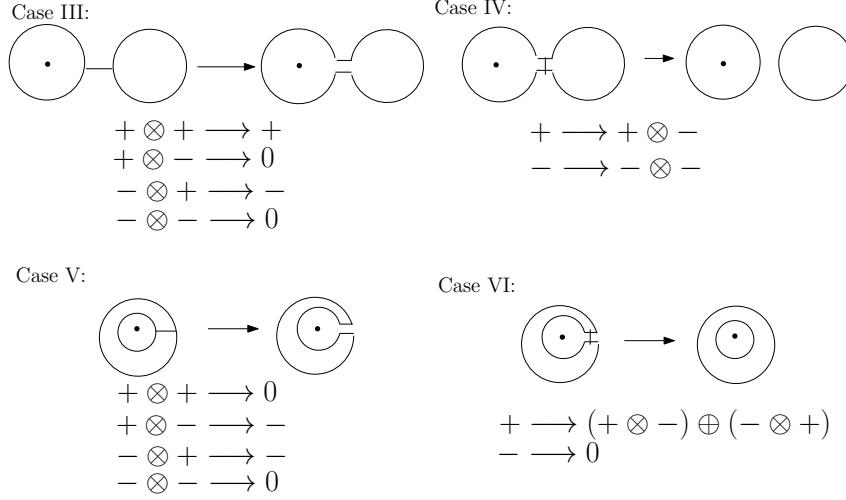 Case III:
+ ⊗ + ⟶ +
+ ⊗ − ⟶ 0
− ⊗ + ⟶ −
− ⊗ − ⟶ 0
Case IV:
+ ⟶ + ⊗ −
− ⟶ − ⊗ −
Case V:
+ ⊗ + ⟶ 0
+ ⊗ − ⟶ −
− ⊗ + ⟶ −
− ⊗ − ⟶ 0
Case VI:
+ ⟶ (+ ⊗ −) ⊕ (− ⊗ +)
− ⟶ 0